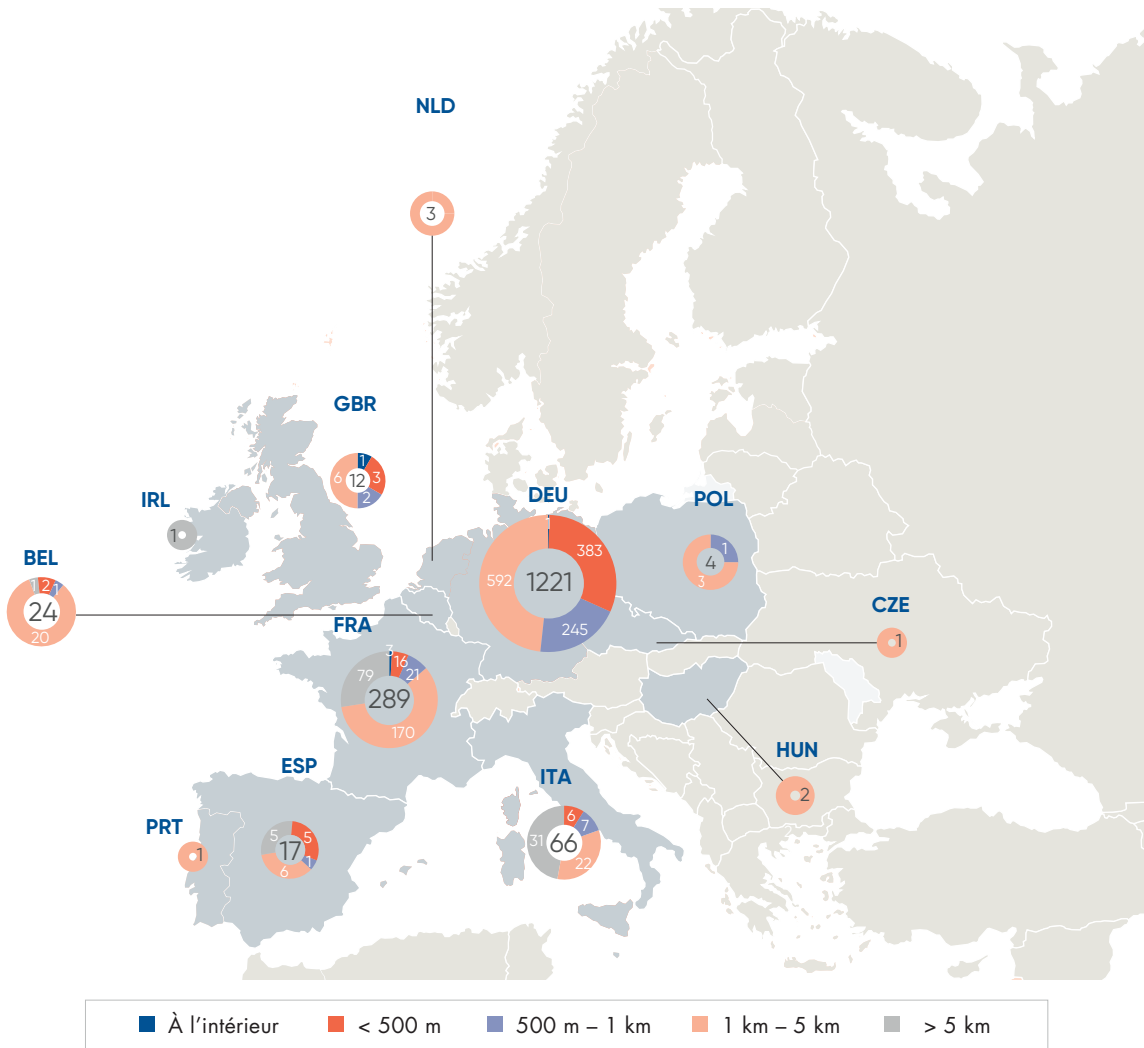 NLD
3
GBR
1
3
2
6
12
IRL
1
BEL
1
2
1
20
24
DEU
1
383
245
592
1221
POL
1
3
4
CZE
1
FRA
3
16
21
170
79
289
HUN
2
ESP
5
1
6
5
17
ITA
6
7
22
31
66
PRT
1
À l’intérieur
< 500 m
500 m – 1 km
1 km – 5 km
> 5 km